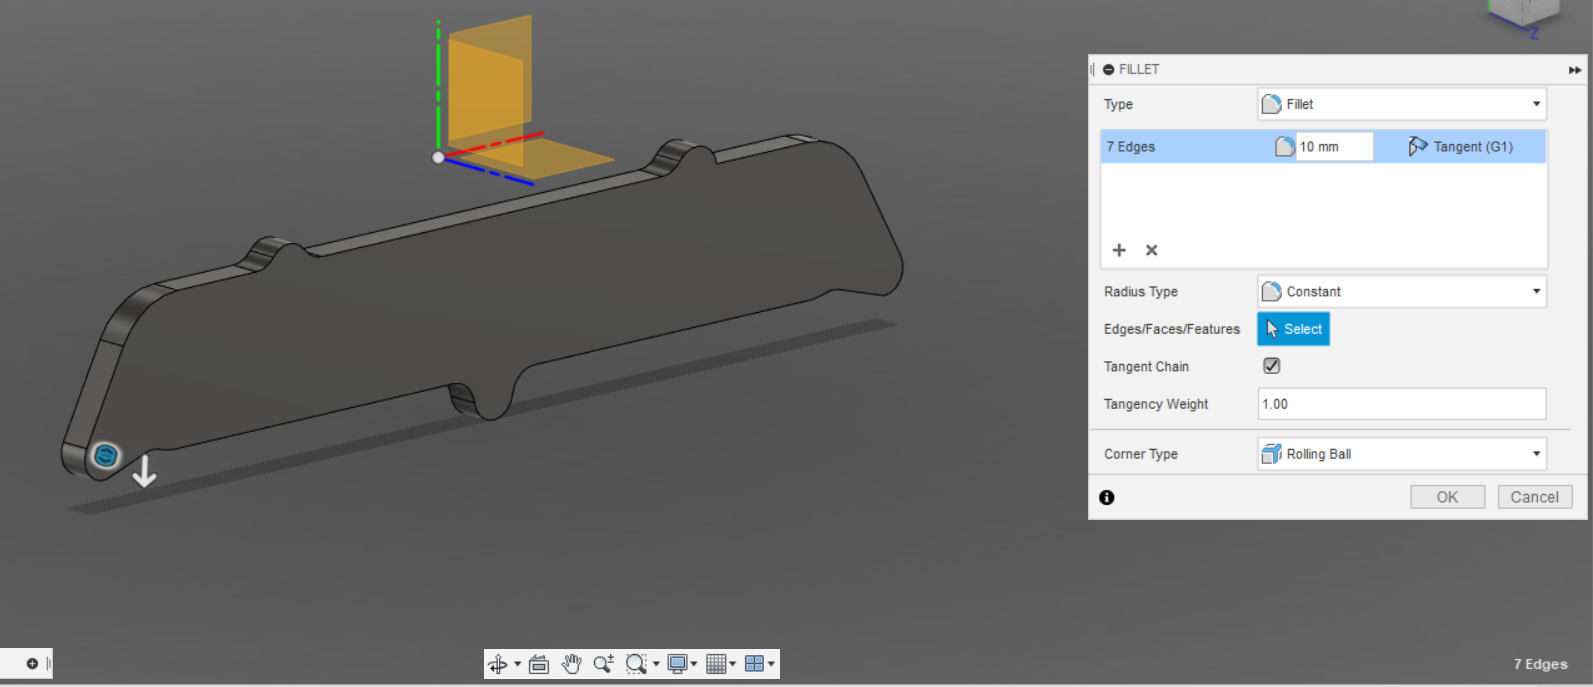 Z
FILLET
Type Fillet
7 Edges 10 mm Tangent (G1)
Radius Type Constant
Edges/Faces/Features Select
Tangent Chain
Tangency Weight 1.00
Corner Type Rolling Ball
OK Cancel
7 Edges